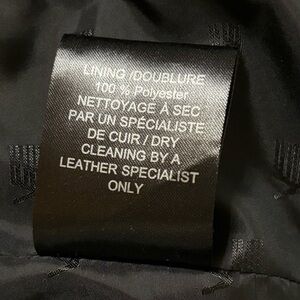 LINING /DOUBLURE
100 % Polyester
NETTOYAGE À SEC
PAR UN SPÉCIALISTE
DE CUIR / DRY
CLEANING BY A
LEATHER SPECIALIST
ONLY